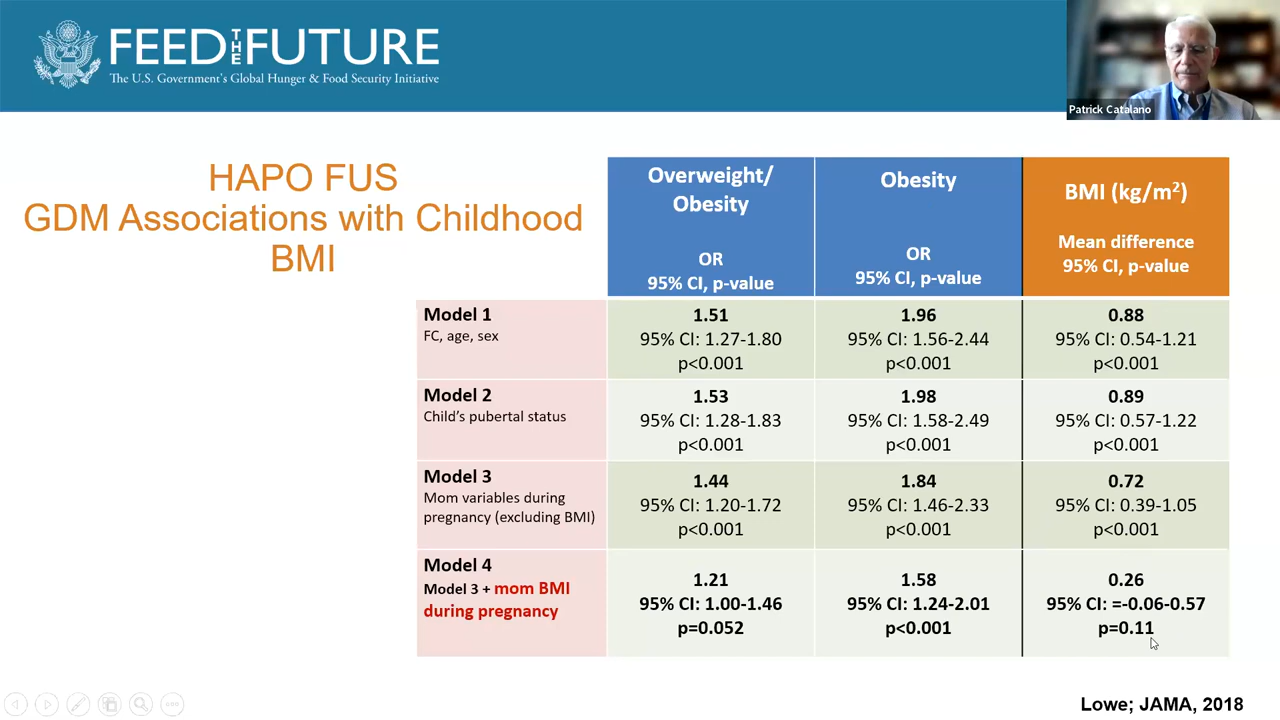 FEED THE FUTURE
The U.S. Government's Global Hunger & Food Security Initiative
Patrick Catalano
HAPO FUS
GDM Associations with Childhood
BMI
Overweight/
Obesity
OR
95% CI, p-value
Obesity
OR
95% CI, p-value
BMI (kg/m²)
Mean difference
95% CI, p-value
Model 1
FC, age, sex
1.51
95% CI: 1.27-1.80
p<0.001
1.96
95% CI: 1.56-2.44
p<0.001
0.88
95% CI: 0.54-1.21
p<0.001
Model 2
Child's pubertal status
1.53
95% CI: 1.28-1.83
p<0.001
1.98
95% CI: 1.58-2.49
p<0.001
0.89
95% CI: 0.57-1.22
p<0.001
Model 3
Mom variables during
pregnancy (excluding BMI)
1.44
95% CI: 1.20-1.72
p<0.001
1.84
95% CI: 1.46-2.33
p<0.001
0.72
95% CI: 0.39-1.05
p<0.001
Model 4
Model 3 + mom BMI
during pregnancy
1.21
95% CI: 1.00-1.46
p=0.052
1.58
95% CI: 1.24-2.01
p<0.001
0.26
95% CI: =-0.06-0.57
p=0.11
Lowe; JAMA, 2018